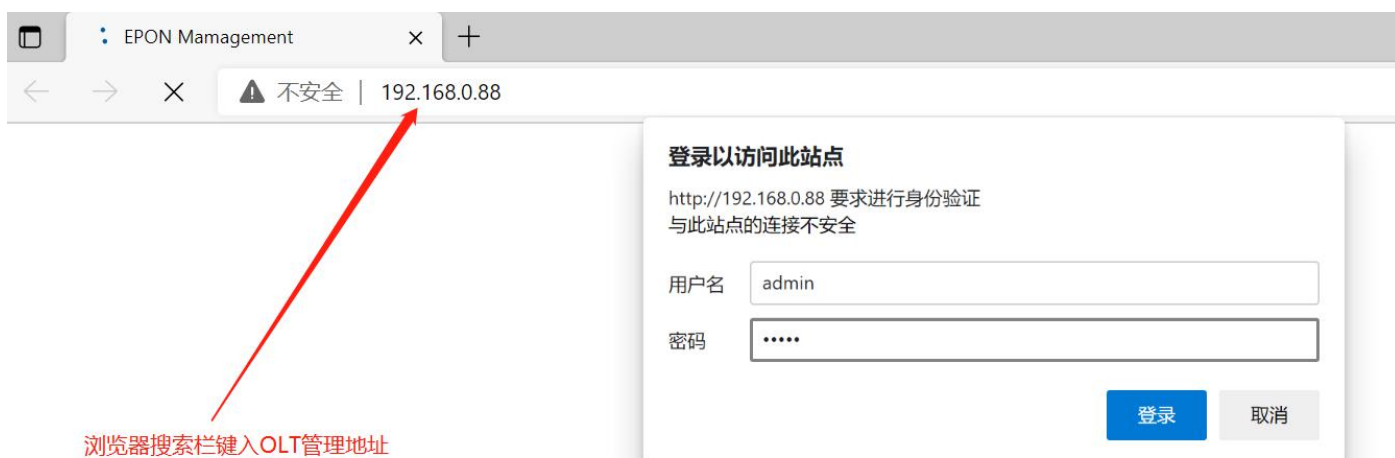 EPON Mamagement
不安全 | 192.168.0.88
登录以访问此站点
http://192.168.0.88 要求进行身份验证
与此站点的连接不安全
用户名 admin
密码 •••••
登录 取消
浏览器搜索栏键入OLT管理地址